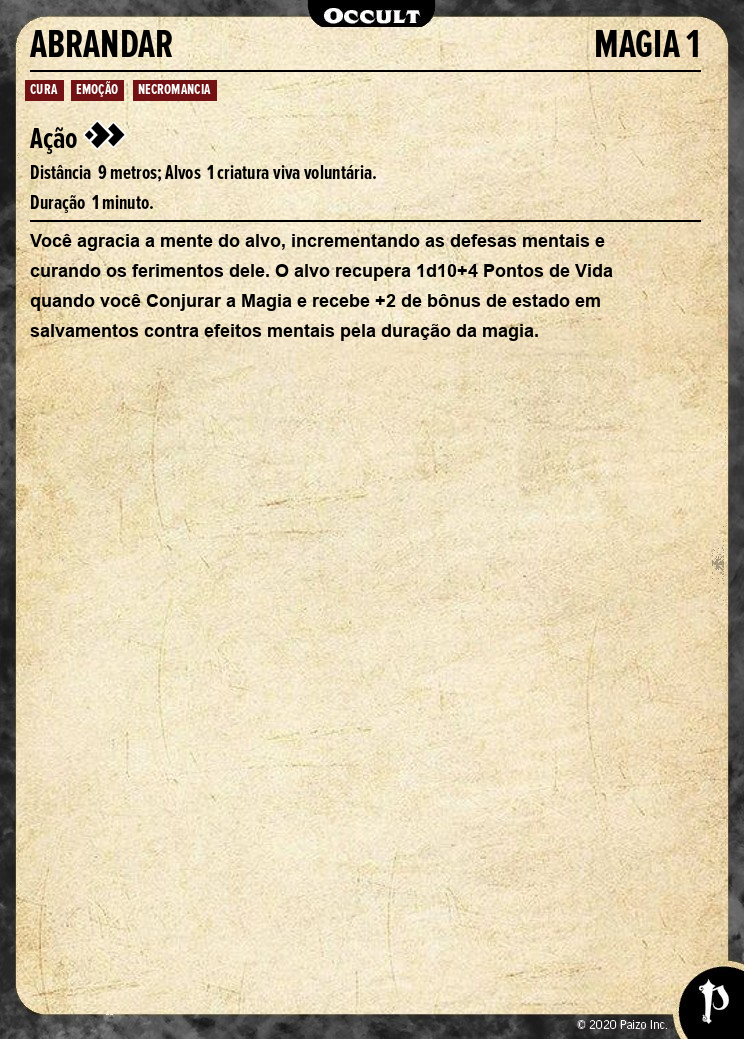 OCCULT
ABRANDAR MAGIA 1
CURA EMOÇÃO NECROMANCIA
Ação
Distância 9 metros; Alvos 1 criatura viva voluntária.
Duração 1 minuto.
Você agracia a mente do alvo, incrementando as defesas mentais e
curando os ferimentos dele. O alvo recupera 1d10+4 Pontos de Vida
quando você Conjurar a Magia e recebe +2 de bônus de estado em
salvamentos contra efeitos mentais pela duração da magia.
© 2020 Paizo Inc.
P